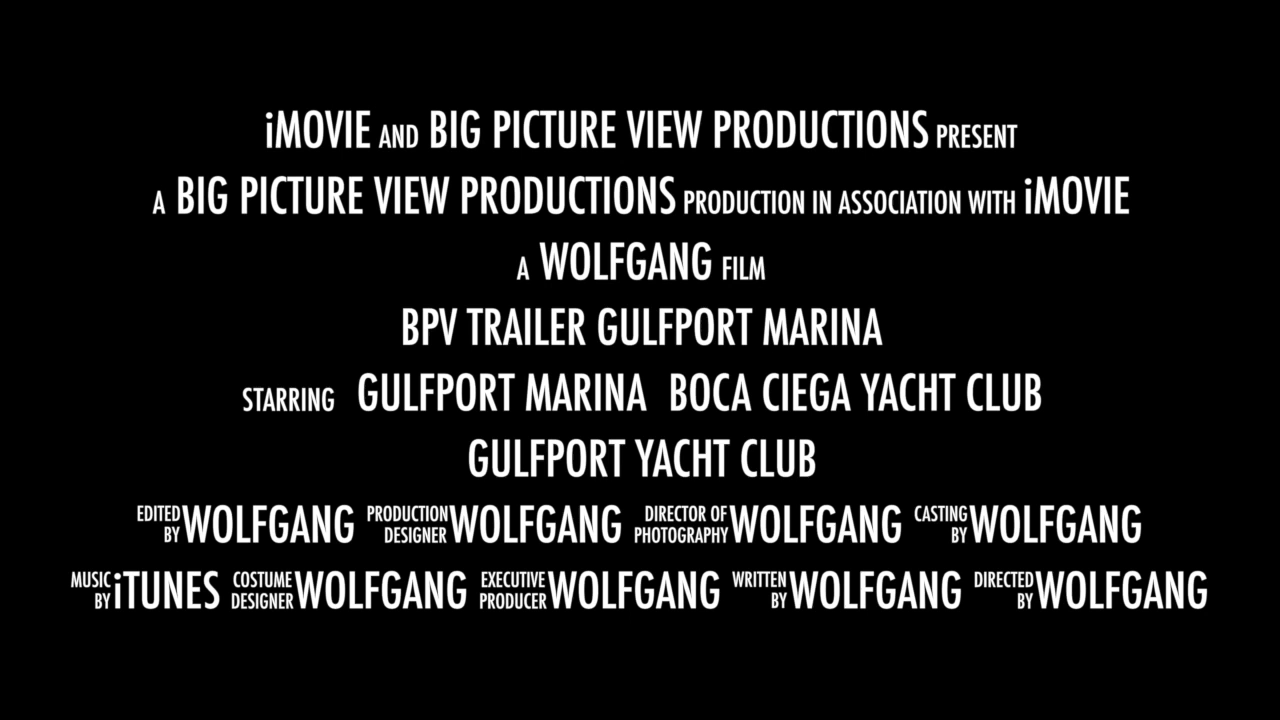 iMOVIE AND BIG PICTURE VIEW PRODUCTIONS PRESENT
A BIG PICTURE VIEW PRODUCTIONS PRODUCTION IN ASSOCIATION WITH iMOVIE
A WOLFGANG FILM
BPV TRAILER GULFPORT MARINA
STARRING GULFPORT MARINA BOCA CIEGA YACHT CLUB
GULFPORT YACHT CLUB
EDITED BY WOLFGANG PRODUCTION DESIGNER WOLFGANG DIRECTOR OF PHOTOGRAPHY WOLFGANG CASTING BY WOLFGANG
MUSIC BY iTUNES COSTUME DESIGNER WOLFGANG EXECUTIVE PRODUCER WOLFGANG WRITTEN BY WOLFGANG DIRECTED BY WOLFGANG